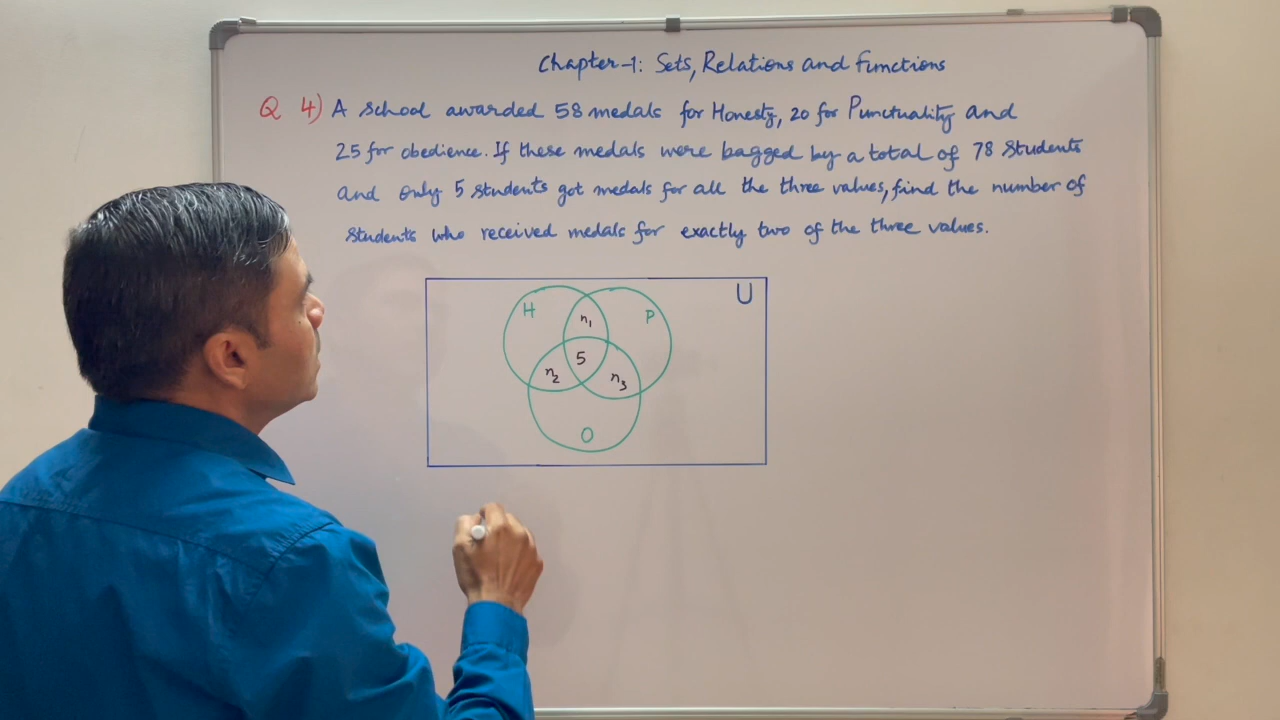 Chapter-1: Sets, Relations and functions
Q 4) A school awarded 58 medals for Honesty, 20 for Punctuality and
25 for obedience. If these medals were bagged by a total of 78 Students
and only 5 students got medals for all the three values, find the number of
students who received medals for exactly two of the three values.
U
H
P
n1
5
n2
n3
O